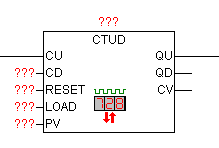 ???
CTUD
CU QU
??? CD QD
??? RESET CV
??? LOAD 728
??? PV